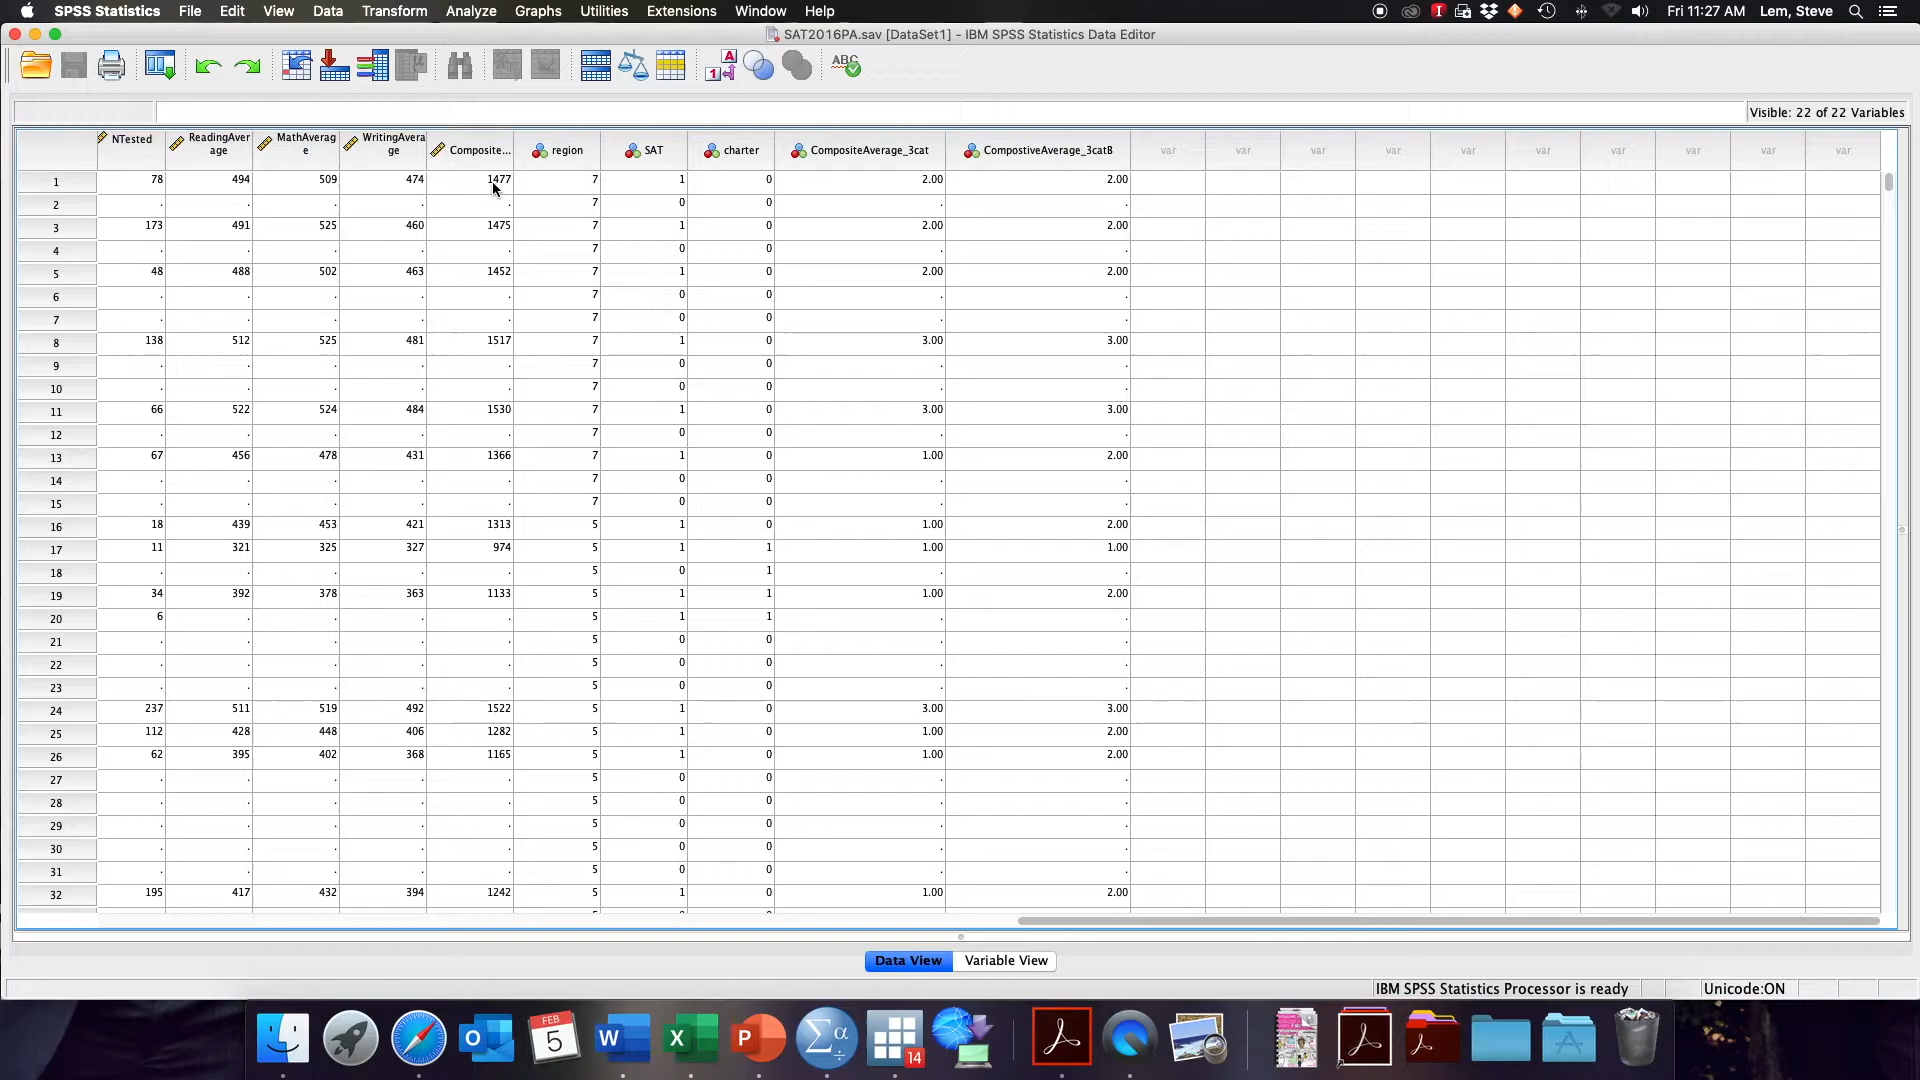 SPSS Statistics File Edit View Data Transform Analyze Graphs Utilities Extensions Window Help Fri 11:27 AM Lem, Steve
SAT2016PA.sav [DataSet1] - IBM SPSS Statistics Data Editor
Visible: 22 of 22 Variables
NTested ReadingAver age MathAverag e WritingAvera ge Composite... region SAT charter CompositeAverage_3cat CompostiveAverage_3catB var var var var var var var var var var
1 78 494 509 474 1477 7 1 0 2.00 2.00
2 . . . . . 7 0 0 . .
3 173 491 525 460 1475 7 1 0 2.00 2.00
4 . . . . . 7 0 0 . .
5 48 488 502 463 1452 7 1 0 2.00 2.00
6 . . . . . 7 0 0 . .
7 . . . . . 7 0 0 . .
8 138 512 525 481 1517 7 1 0 3.00 3.00
9 . . . . . 7 0 0 . .
10 . . . . . 7 0 0 . .
11 66 522 524 484 1530 7 1 0 3.00 3.00
12 . . . . . 7 0 0 . .
13 67 456 478 431 1366 7 1 0 1.00 2.00
14 . . . . . 7 0 0 . .
15 . . . . . 7 0 0 . .
16 18 439 453 421 1313 5 1 0 1.00 2.00
17 11 321 325 327 974 5 1 1 1.00 1.00
18 . . . . . 5 0 1 . .
19 34 392 378 363 1133 5 1 1 1.00 2.00
20 6 . . . . 5 1 1 . .
21 . . . . . 5 0 0 . .
22 . . . . . 5 0 0 . .
23 . . . . . 5 0 0 . .
24 237 511 519 492 1522 5 1 0 3.00 3.00
25 112 428 448 406 1282 5 1 0 1.00 2.00
26 62 395 402 368 1165 5 1 0 1.00 2.00
27 . . . . . 5 0 0 . .
28 . . . . . 5 0 0 . .
29 . . . . . 5 0 0 . .
30 . . . . . 5 0 0 . .
31 . . . . . 5 0 0 . .
32 195 417 432 394 1242 5 1 0 1.00 2.00
Data View Variable View
IBM SPSS Statistics Processor is ready Unicode:ON
FEB
5
14